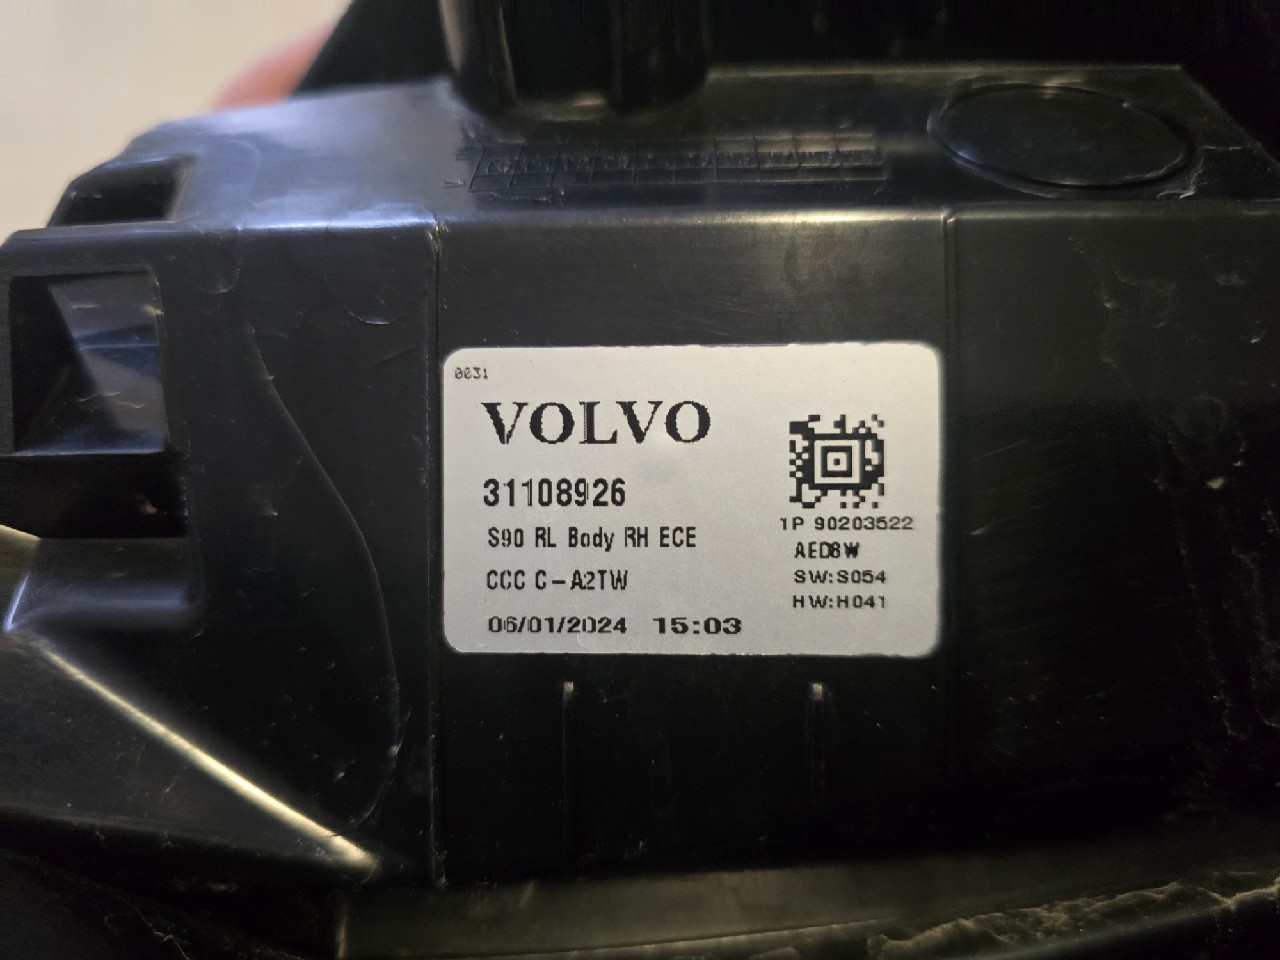 0031
VOLVO
31108926
S90 RL Body RH ECE
CCC C-A2TW
06/01/2024 15:03
1P 90203522
AED8W
SW:S054
HW:H041